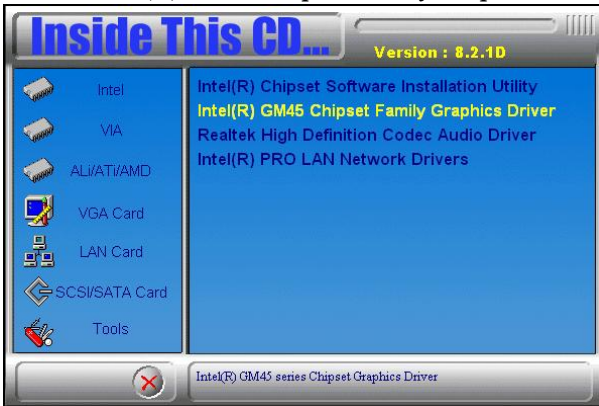 Inside This CD...
Version : 8.2.1D
Intel
VIA
ALi/ATi/AMD
VGA Card
LAN Card
SCSI/SATA Card
Tools
Intel(R) Chipset Software Installation Utility
Intel(R) GM45 Chipset Family Graphics Driver
Realtek High Definition Codec Audio Driver
Intel(R) PRO LAN Network Drivers
Intel(R) GM45 series Chipset Graphics Driver